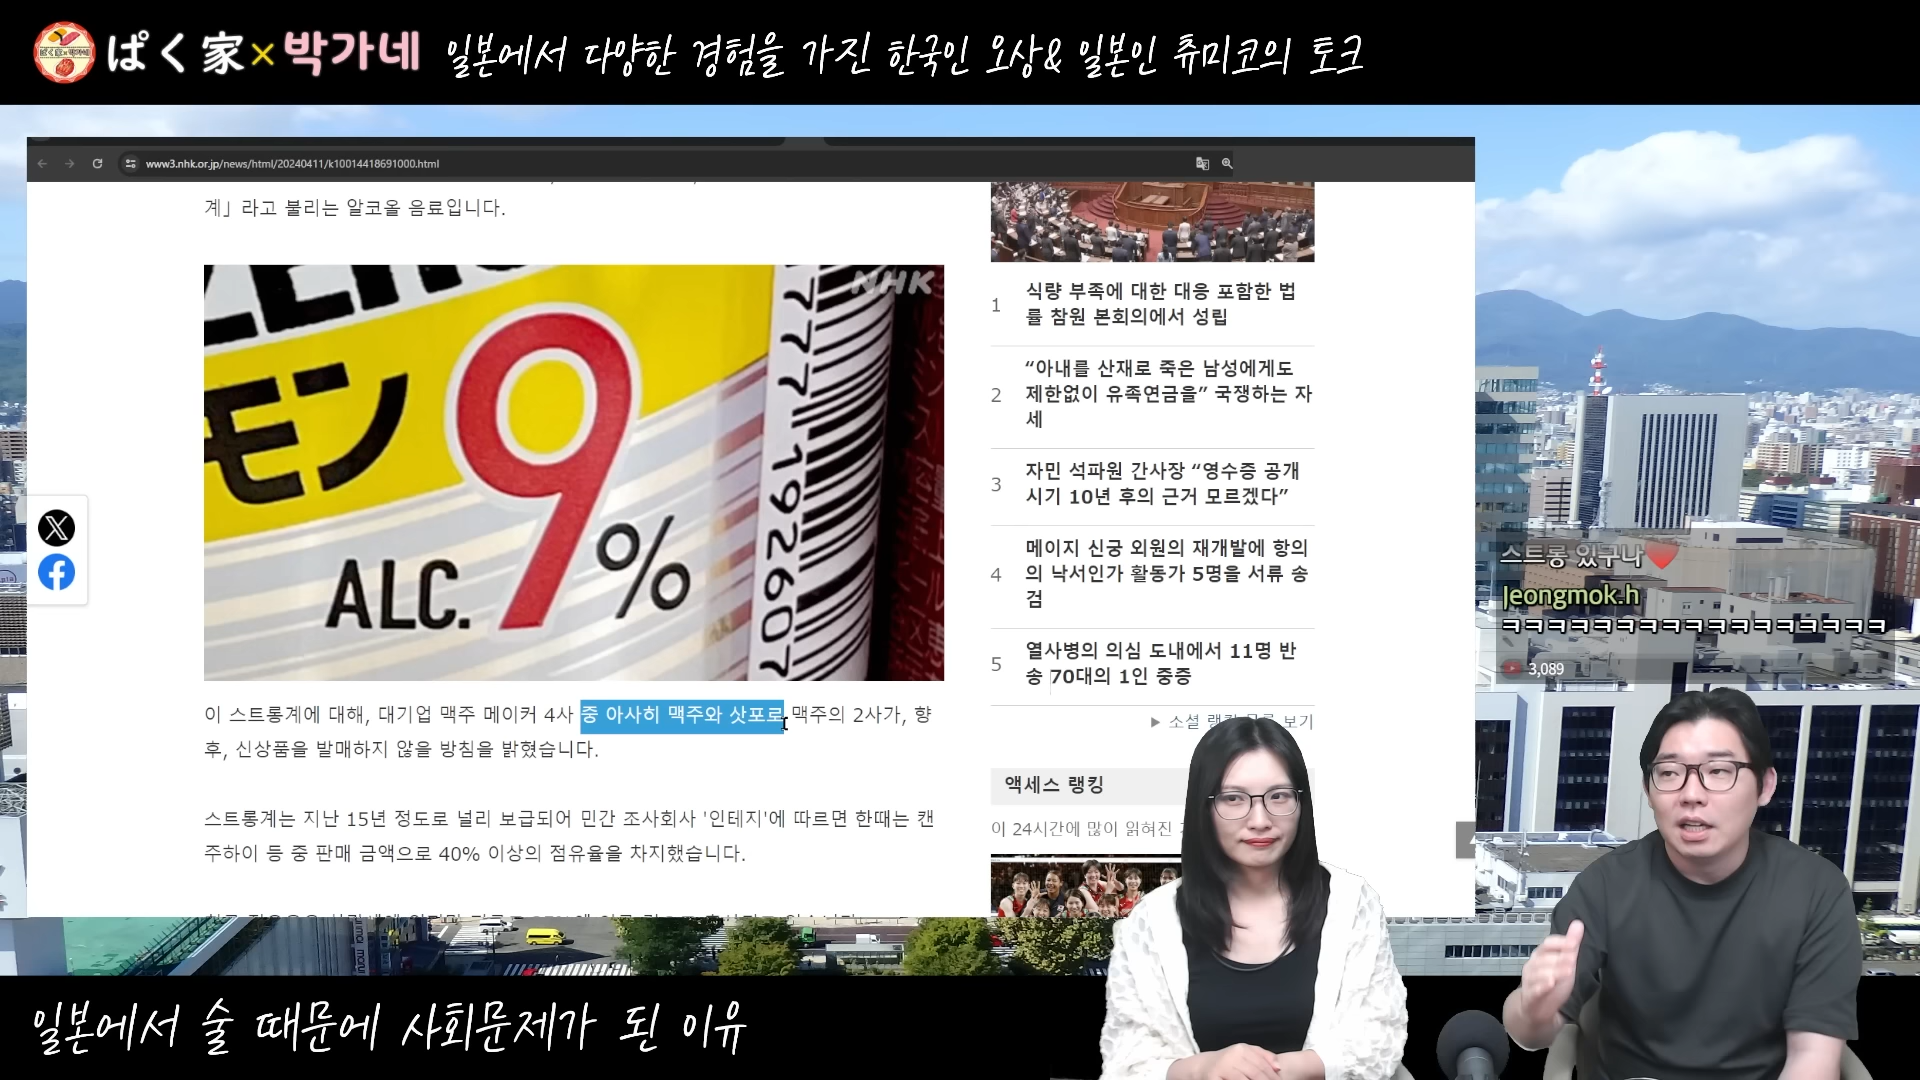 ぱく家×박가네 일본에서 다양한 경험을 가진 한국인 오상& 일본인 츄미코의 토크
www3.nhk.or.jp/news/html/20240411/k10014418691000.html
계」라고 불리는 알코올 음료입니다.
NHK
モン
9%
ALC.
777192607
이 스트롱계에 대해, 대기업 맥주 메이커 4사 중 아사히 맥주와 삿포로 맥주의 2사가, 향
후, 신상품을 발매하지 않을 방침을 밝혔습니다.
스트롱계는 지난 15년 정도로 널리 보급되어 민간 조사회사 '인테지'에 따르면 한때는 캔
주하이 등 중 판매 금액으로 40% 이상의 점유율을 차지했습니다.
1 식량 부족에 대한 대응 포함한 법
률 참원 본회의에서 성립
2 “아내를 산재로 죽은 남성에게도
제한없이 유족연금을” 국쟁하는 자
세
3 자민 석파원 간사장 “영수증 공개
시기 10년 후의 근거 모르겠다”
4 메이지 신궁 외원의 재개발에 항의
의 낙서인가 활동가 5명을 서류 송
검
5 열사병의 의심 도내에서 11명 반
송 70대의 1인 중증
▶ 소셜 랭킹 보기
액세스 랭킹
이 24시간에 많이 읽혀진
스트롱 있구나❤️
Jeongmok.h
ㅋㅋㅋㅋㅋㅋㅋㅋㅋㅋㅋㅋㅋㅋㅋㅋㅋ
3,089
일본에서 술 때문에 사회문제가 된 이유